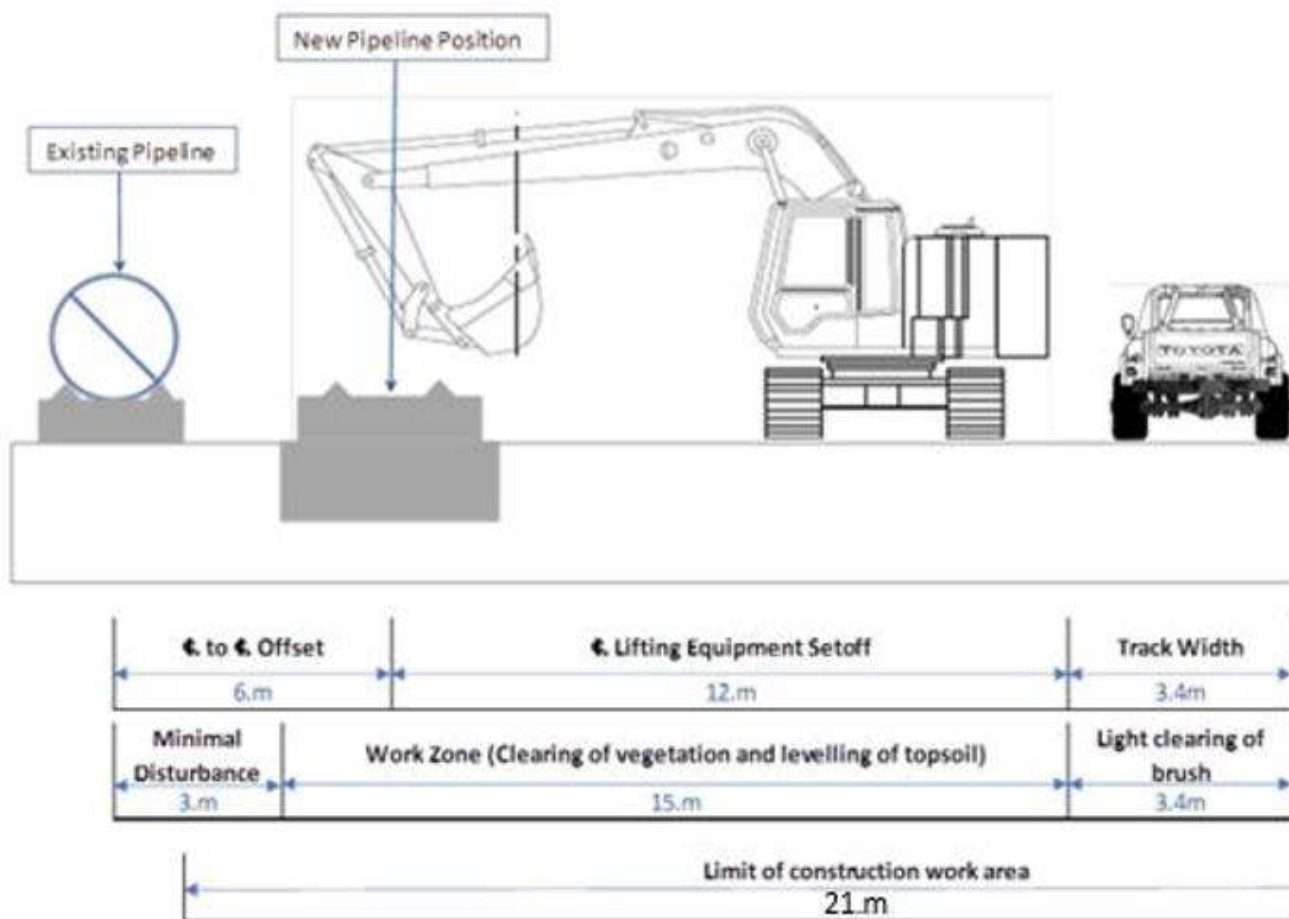 New Pipeline Position
Existing Pipeline
TOYOTA
℄ to ℄ Offset
6.m
℄ Lifting Equipment Setoff
12.m
Track Width
3.4m
Minimal
Disturbance
3.m
Work Zone (Clearing of vegetation and levelling of topsoil)
15.m
Light clearing of
brush
3.4m
Limit of construction work area
21.m